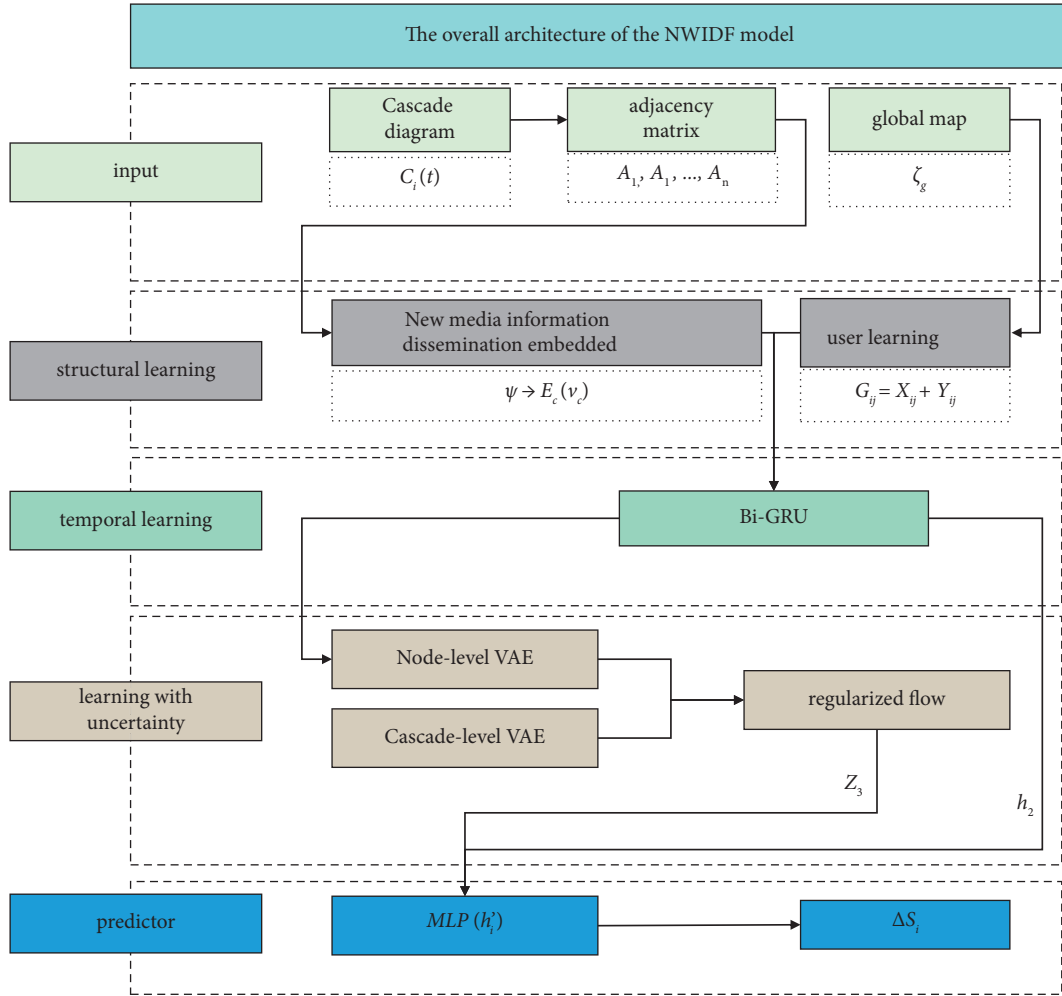 The overall architecture of the NWIDF model
input
Cascade
diagram
adjacency
matrix
global map
C_i(t)
A_1,, A_1, ..., A_n
ζ_g
structural learning
New media information
dissemination embedded
user learning
ψ → E_c(v_c)
G_ij = X_ij + Y_ij
temporal learning
Bi-GRU
learning with
uncertainty
Node-level VAE
Cascade-level VAE
regularized flow
Z_3
h_2
predictor
MLP (h'_i)
ΔS_i